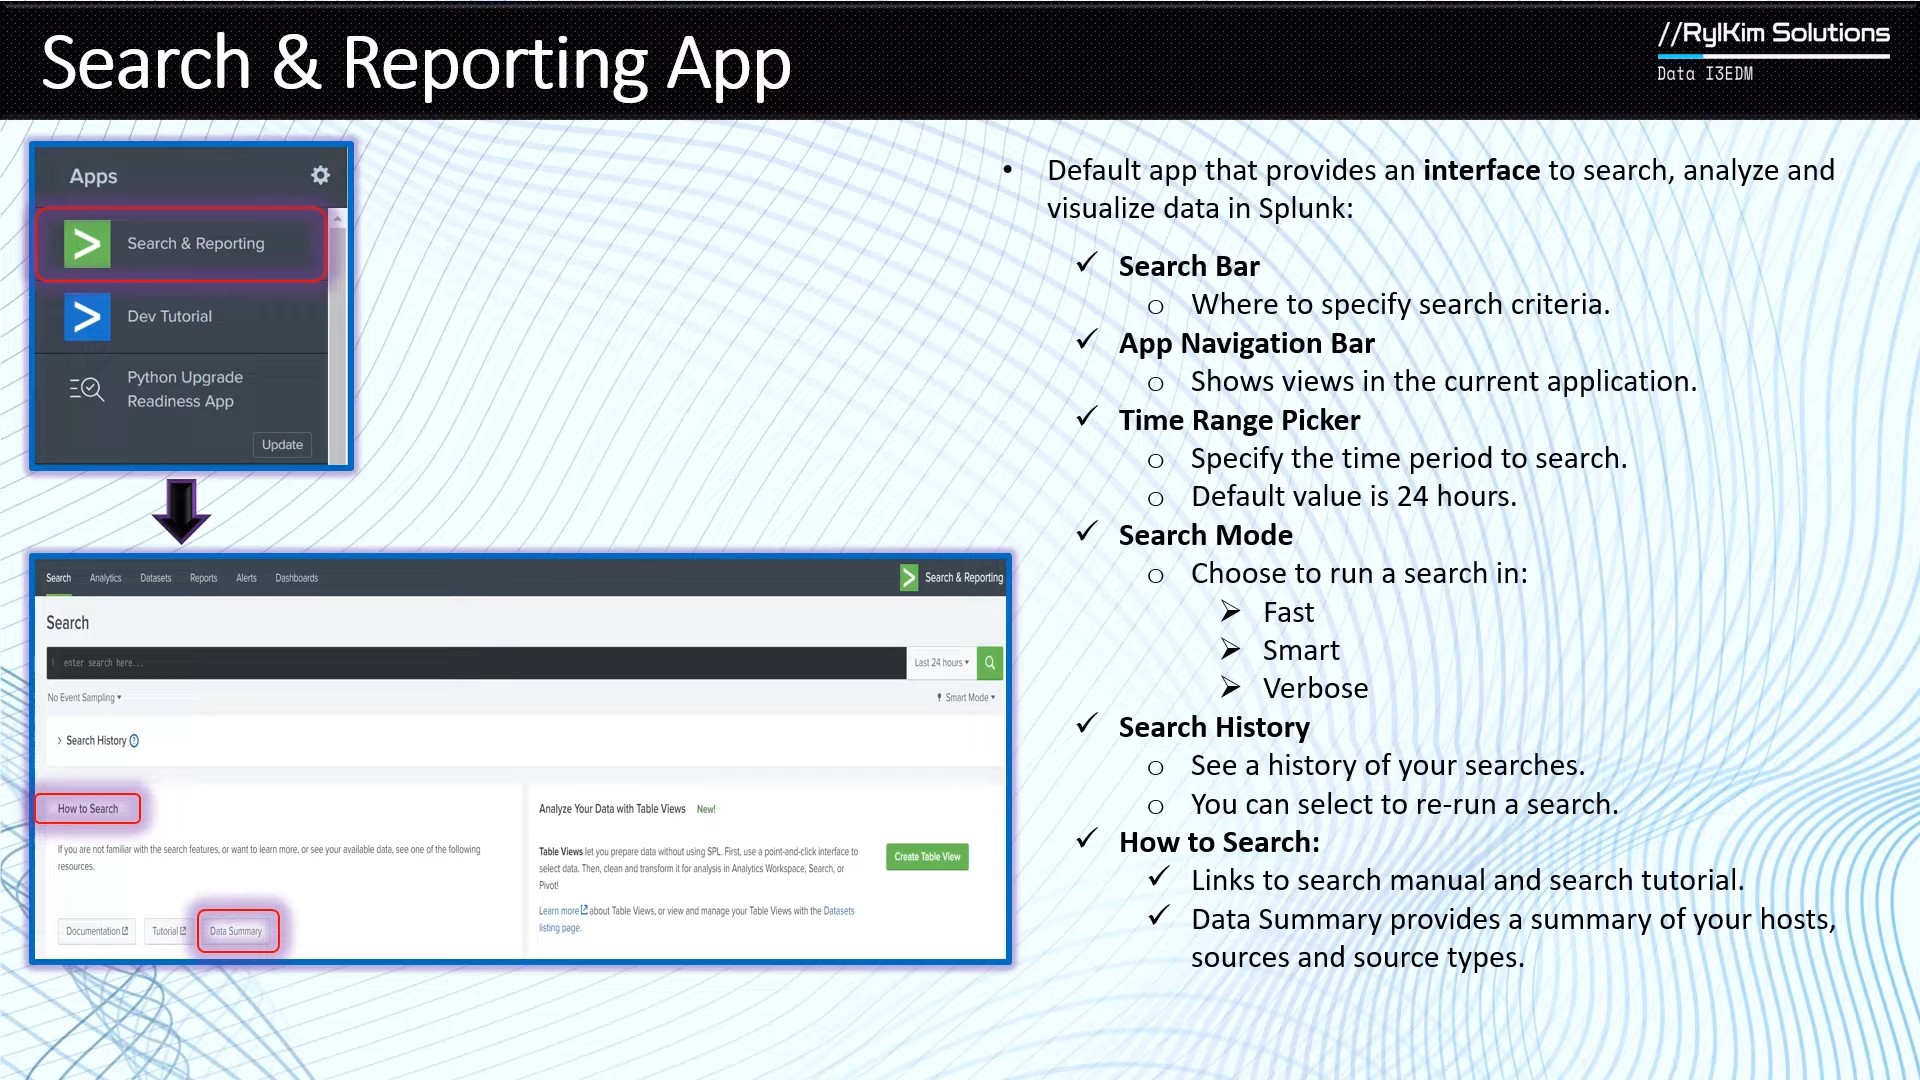 Search & Reporting App
//RylKim Solutions
Data I3EDM
Apps
Search & Reporting
Dev Tutorial
Python Upgrade
Readiness App
Update
Search Analytics Datasets Reports Alerts Dashboards
Search & Reporting
Search
1 enter search here...
Last 24 hours
No Event Sampling
Smart Mode
Search History
How to Search
If you are not familiar with the search features, or want to learn more, or see your available data, see one of the following
resources.
Documentation Tutorial Data Summary
Analyze Your Data with Table Views New!
Table Views let you prepare data without using SPL. First, use a point-and-click interface to
select data. Then, clean and transform it for analysis in Analytics Workspace, Search, or
Pivot!
Learn more about Table Views, or view and manage your Table Views with the Datasets
listing page.
Create Table View
• Default app that provides an interface to search, analyze and
visualize data in Splunk:
✓ Search Bar
o Where to specify search criteria.
✓ App Navigation Bar
o Shows views in the current application.
✓ Time Range Picker
o Specify the time period to search.
o Default value is 24 hours.
✓ Search Mode
o Choose to run a search in:
➢ Fast
➢ Smart
➢ Verbose
✓ Search History
o See a history of your searches.
o You can select to re-run a search.
✓ How to Search:
✓ Links to search manual and search tutorial.
✓ Data Summary provides a summary of your hosts,
sources and source types.